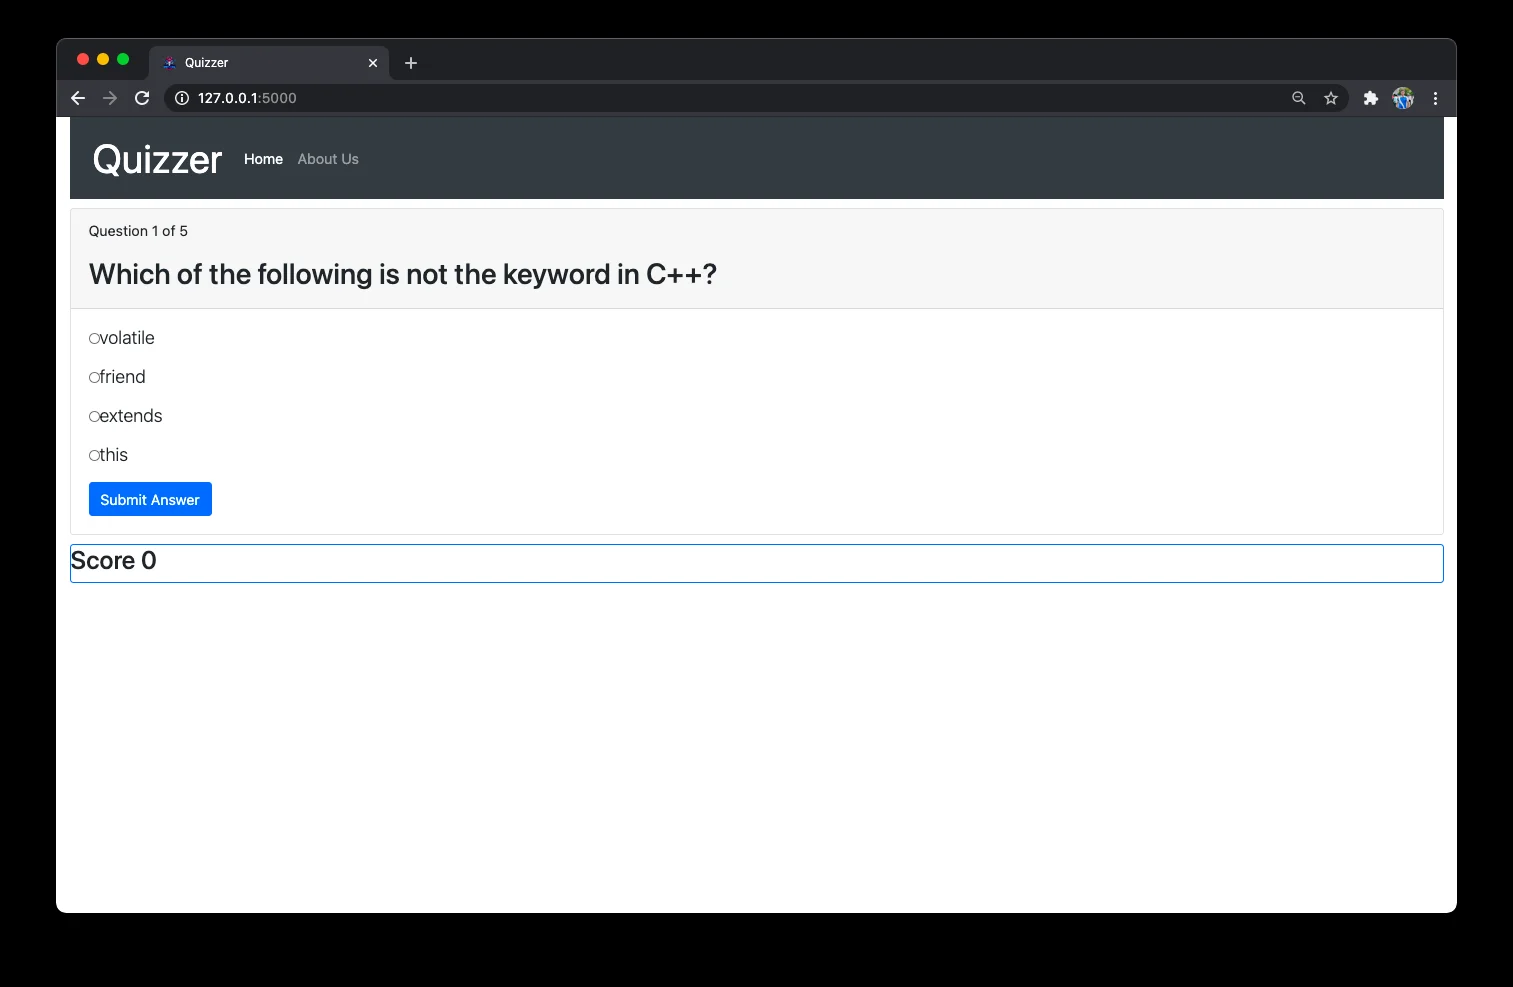 Quizzer
127.0.0.1:5000
Quizzer Home About Us
Question 1 of 5
Which of the following is not the keyword in C++?
volatile
friend
extends
this
Submit Answer
Score 0